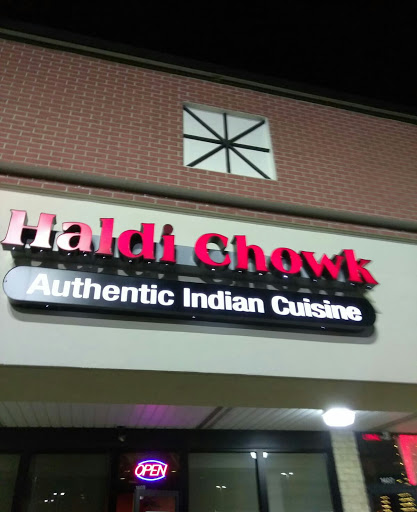 Haldi Chowk
Authentic Indian Cuisine
OPEN